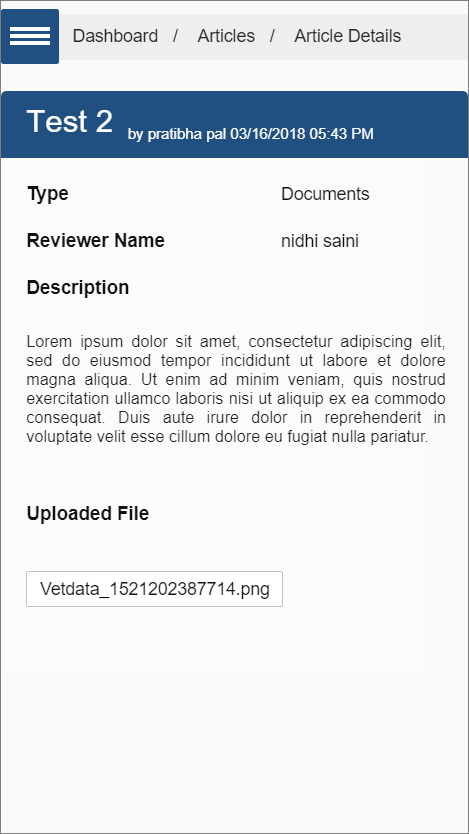 Dashboard / Articles / Article Details
Test 2 by pratibha pal 03/16/2018 05:43 PM
Type Documents
Reviewer Name nidhi saini
Description
Lorem ipsum dolor sit amet, consectetur adipiscing elit,
sed do eiusmod tempor incididunt ut labore et dolore
magna aliqua. Ut enim ad minim veniam, quis nostrud
exercitation ullamco laboris nisi ut aliquip ex ea commodo
consequat. Duis aute irure dolor in reprehenderit in
voluptate velit esse cillum dolore eu fugiat nulla pariatur.
Uploaded File
Vetdata_1521202387714.png